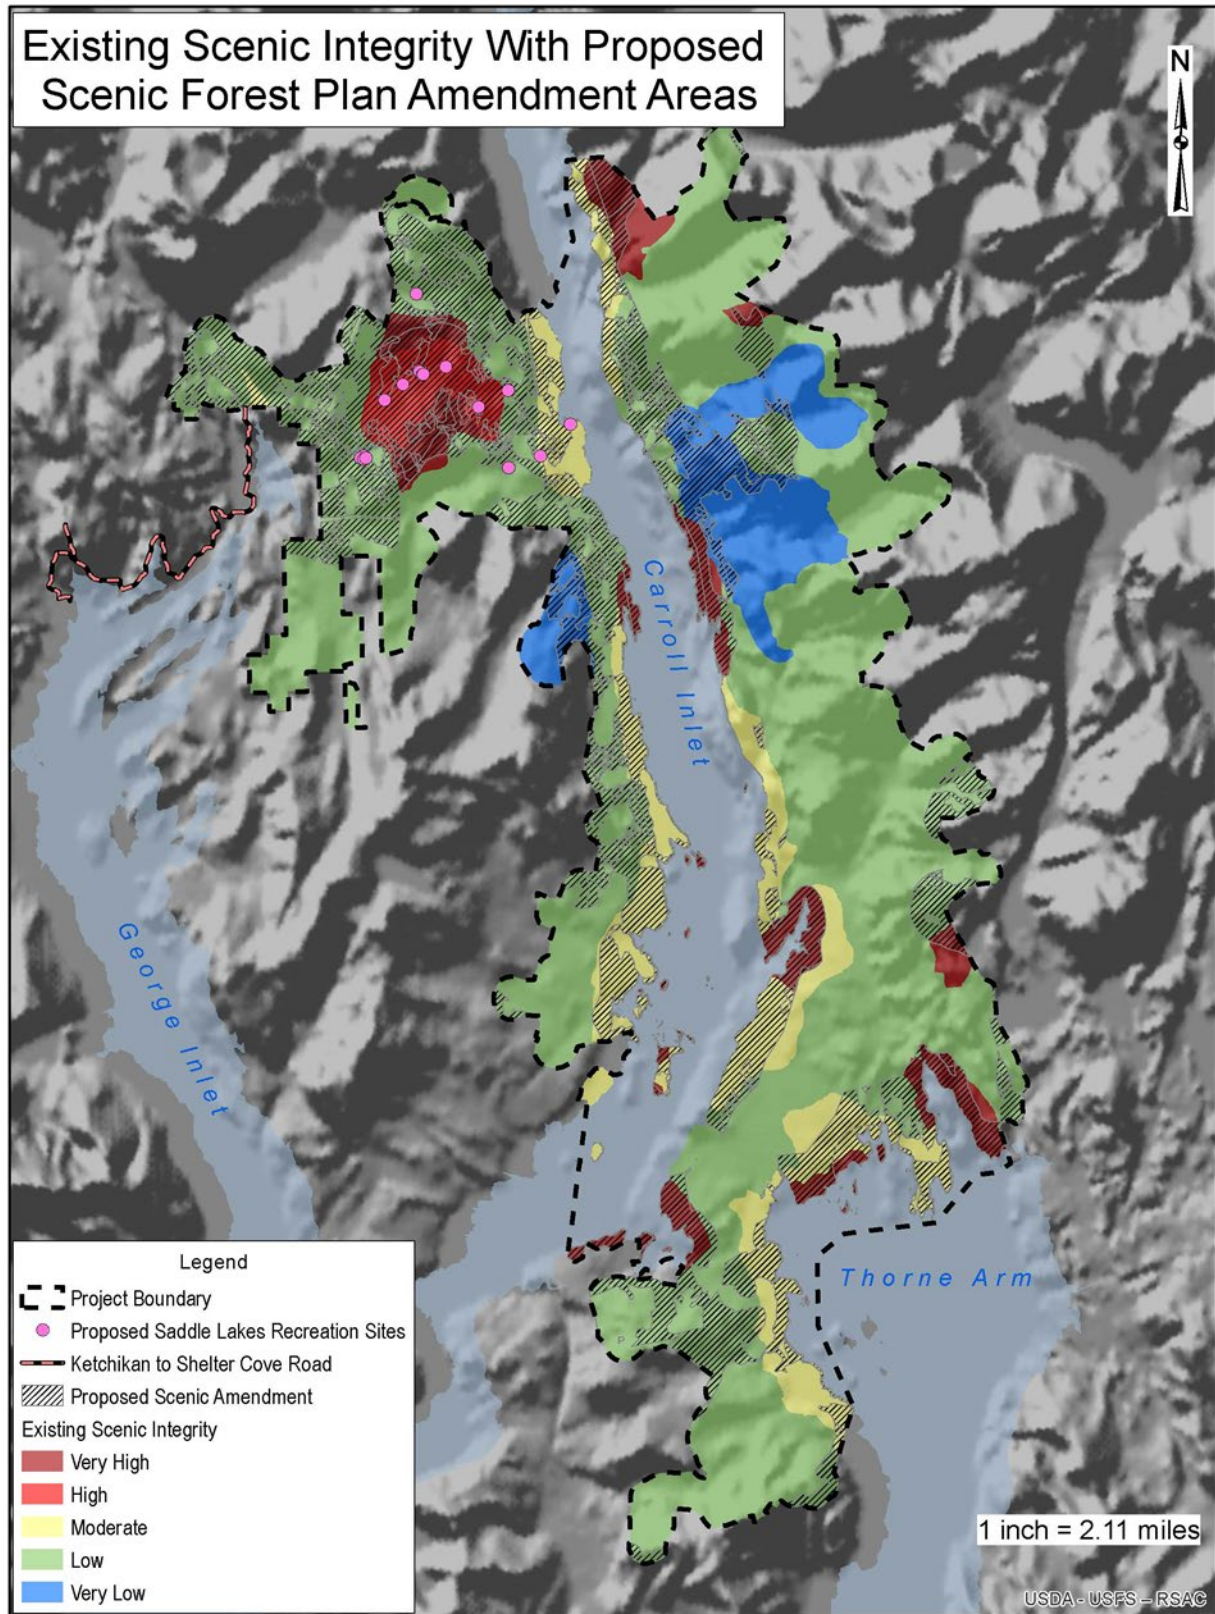 Existing Scenic Integrity With Proposed
Scenic Forest Plan Amendment Areas
N
Carroll Inlet
George Inlet
Thorne Arm
Legend
Project Boundary
Proposed Saddle Lakes Recreation Sites
Ketchikan to Shelter Cove Road
Proposed Scenic Amendment
Existing Scenic Integrity
Very High
High
Moderate
Low
Very Low
1 inch = 2.11 miles
USDA - USFS – RSAC